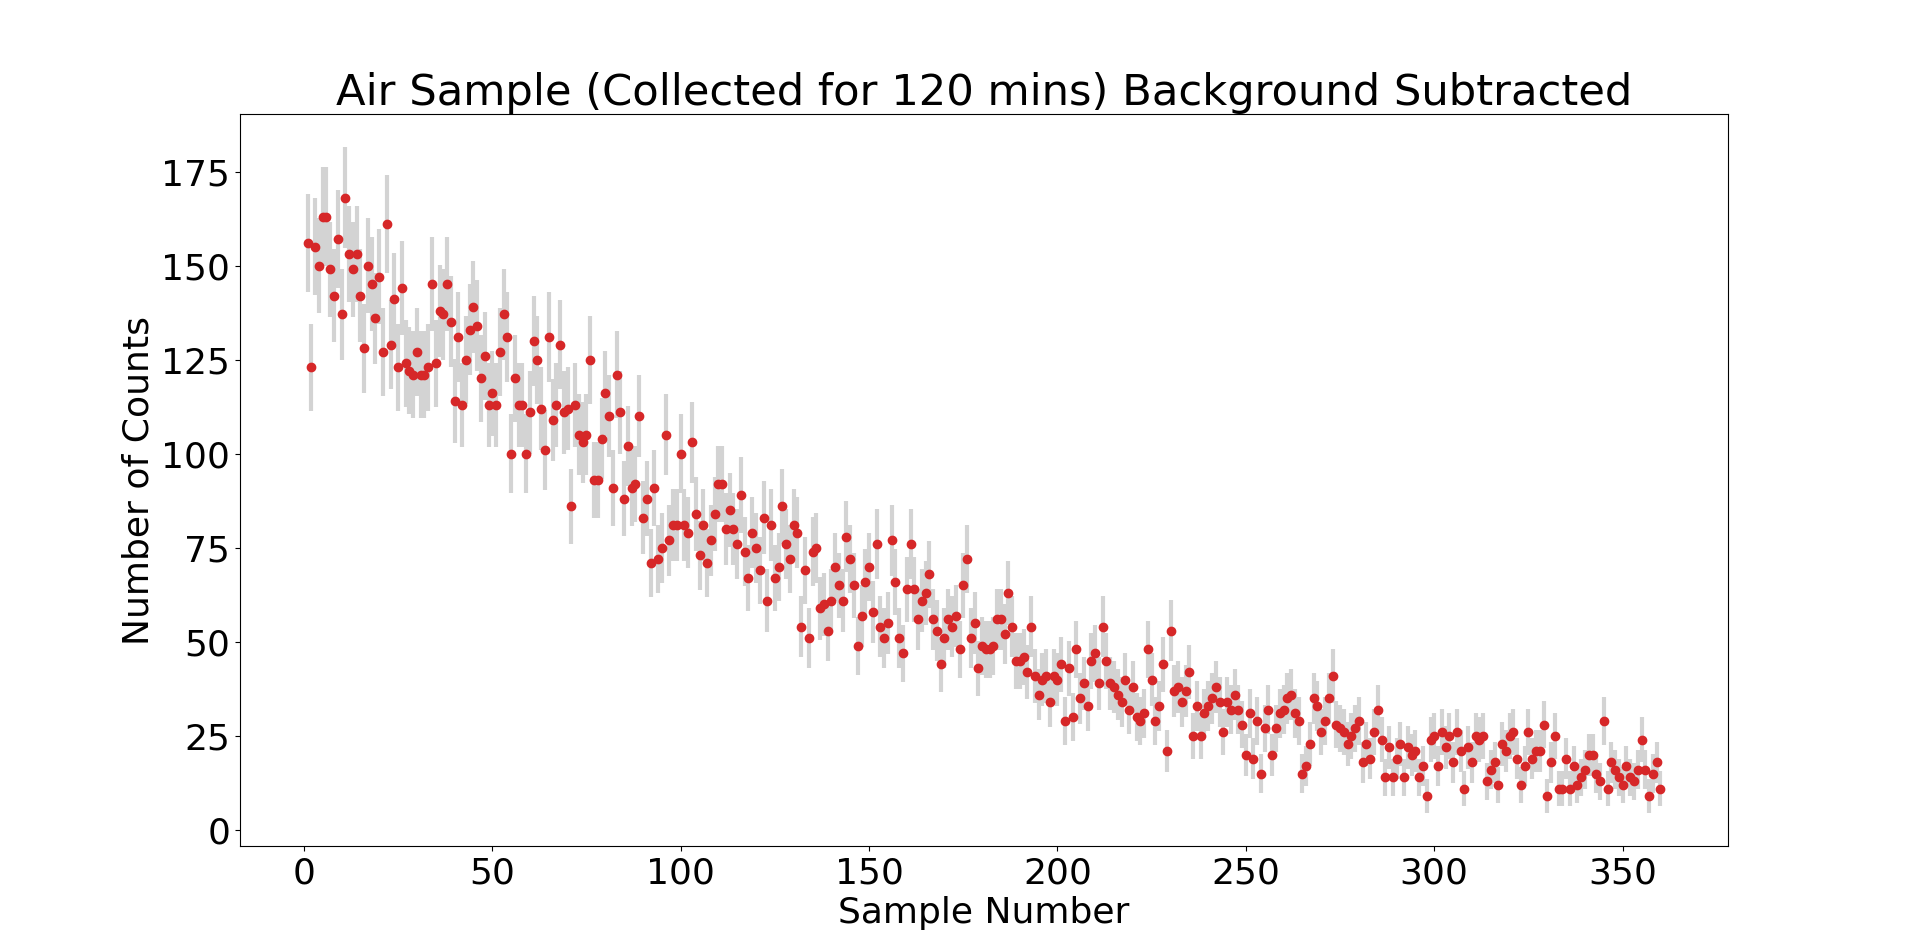 Air Sample (Collected for 120 mins) Background Subtracted
175
150
125
100
75
50
25
0
Number of Counts
0 50 100 150 200 250 300 350
Sample Number